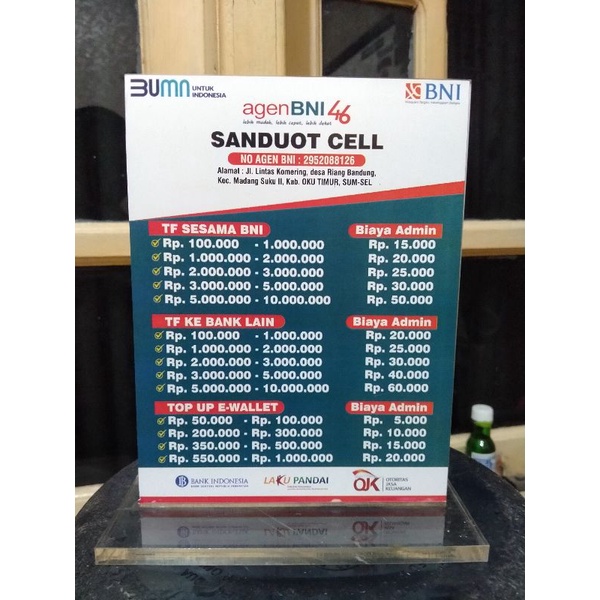 BUMN UNTUK INDONESIA
BNI
agenBNI46
lebih mudah, lebih cepat, lebih dekat
SANDUOT CELL
NO AGEN BNI : 2952088126
Alamat : Jl. Lintas Komering, desa Riang Bandung,
Kec. Madang Suku II, Kab. OKU TIMUR, SUM-SEL
TF SESAMA BNI Biaya Admin
Rp. 100.000 - 1.000.000 Rp. 15.000
Rp. 1.000.000 - 2.000.000 Rp. 20.000
Rp. 2.000.000 - 3.000.000 Rp. 25.000
Rp. 3.000.000 - 5.000.000 Rp. 30.000
Rp. 5.000.000 - 10.000.000 Rp. 50.000
TF KE BANK LAIN Biaya Admin
Rp. 100.000 - 1.000.000 Rp. 20.000
Rp. 1.000.000 - 2.000.000 Rp. 25.000
Rp. 2.000.000 - 3.000.000 Rp. 30.000
Rp. 3.000.000 - 5.000.000 Rp. 40.000
Rp. 5.000.000 - 10.000.000 Rp. 60.000
TOP UP E-WALLET Biaya Admin
Rp. 50.000 - Rp. 100.000 Rp. 5.000
Rp. 200.000 - Rp. 300.000 Rp. 10.000
Rp. 350.000 - Rp. 500.000 Rp. 15.000
Rp. 550.000 - Rp. 1.000.000 Rp. 20.000
BANK INDONESIA
BANK SENTRAL REPUBLIK INDONESIA
LAKU PANDAI
OJK OTORITAS JASA KEUANGAN